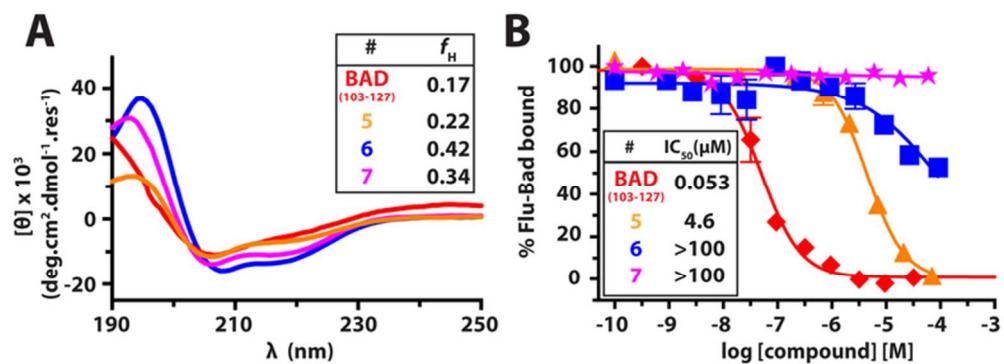 A
[θ] x 10³
(deg.cm².dmol⁻¹.res⁻¹)
40
20
0
-20
190
210
230
250
λ (nm)
# fH
BAD 0.17
(103-127)
5 0.22
6 0.42
7 0.34
B
% Flu-Bad bound
100
80
60
40
20
0
-10 -9 -8 -7 -6 -5 -4 -3
log [compound] [M]
# IC₅₀(µM)
BAD 0.053
(103-127)
5 4.6
6 >100
7 >100